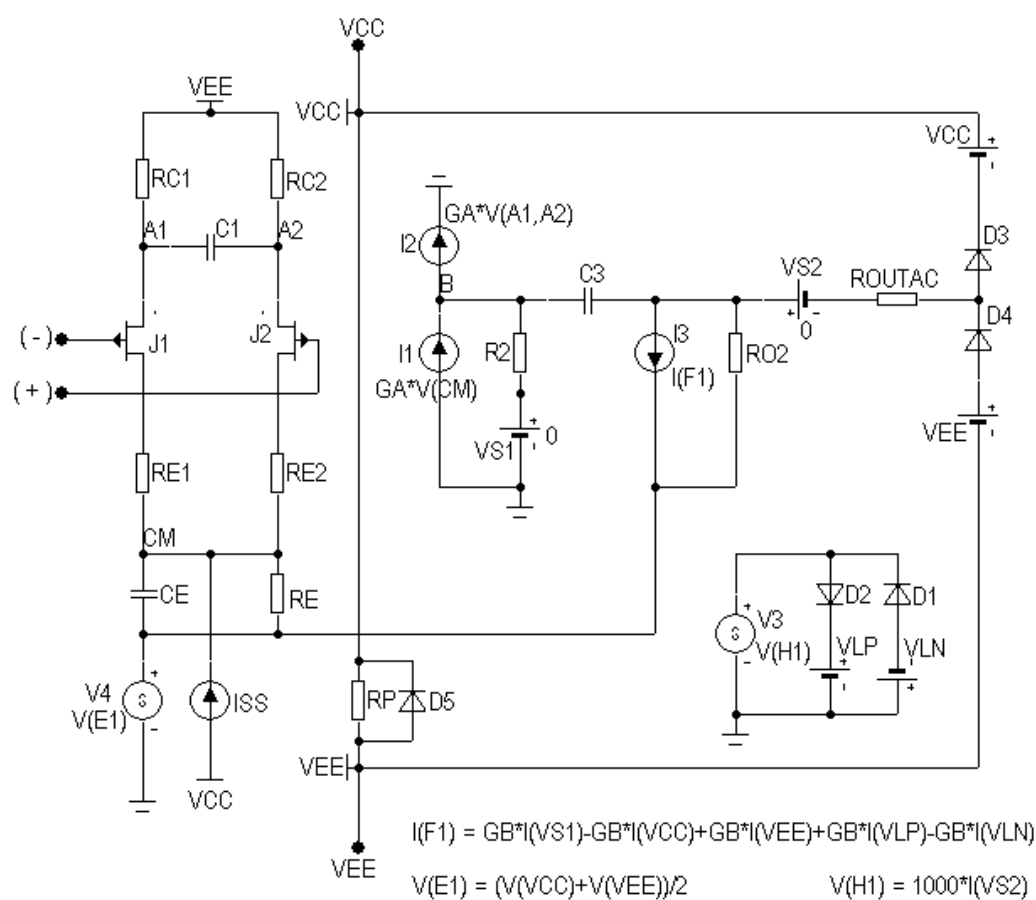 VCC
VEE
VCC
VCC
+
-
RC1
RC2
GA*V(A1,A2)
A1
C1
A2
I2
D3
B
C3
VS2
ROUTAC
+
-
0
D4
(-)
J1
J2
I1
R2
I3
RO2
I(F1)
GA*V(CM)
(+)
+
-
VEE
+
VS1
0
-
RE1
RE2
CM
CE
RE
D2
D1
+
S
V3
V(H1)
-
VLP
+
-
VLN
-
+
V4
V(E1)
+
S
-
ISS
RP
D5
VCC
VEE
I(F1) = GB*I(VS1)-GB*I(VCC)+GB*I(VEE)+GB*I(VLP)-GB*I(VLN)
VEE
V(E1) = (V(VCC)+V(VEE))/2
V(H1) = 1000*I(VS2)